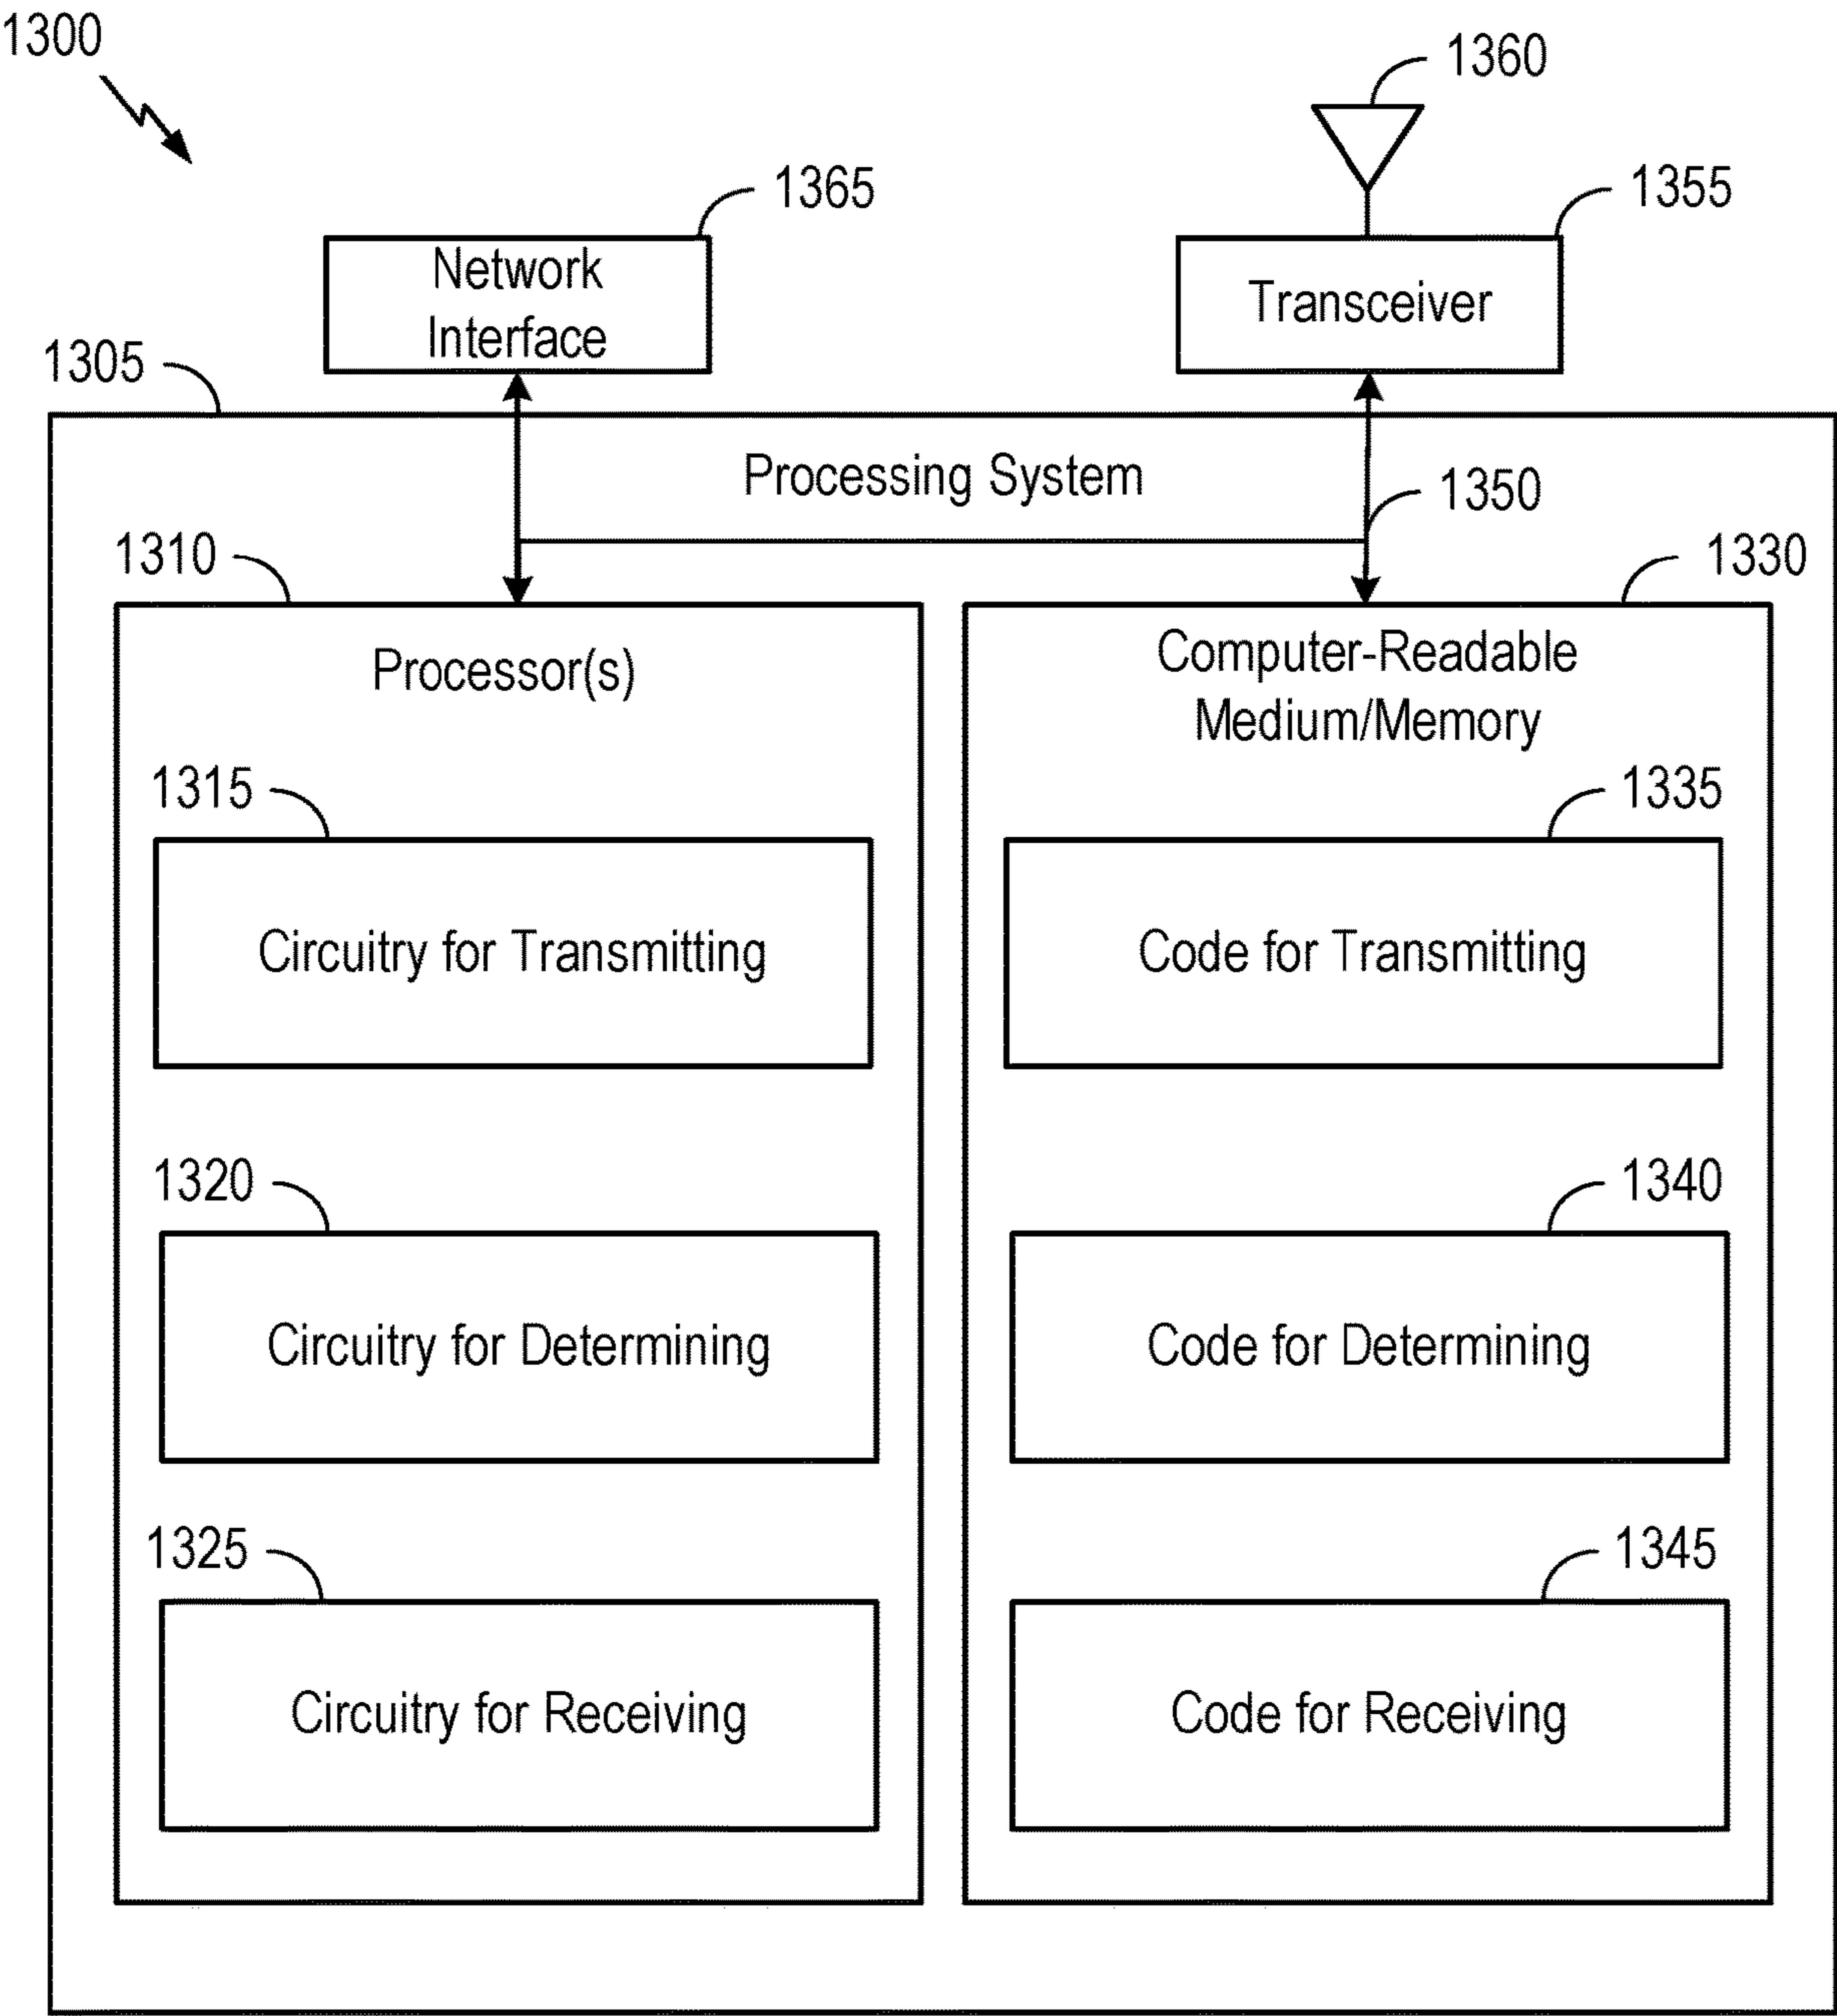 1300
1360
1365
1355
Network
Interface
Transceiver
1305
Processing System
1350
1310
1330
Processor(s)
Computer-Readable
Medium/Memory
1315
1335
Circuitry for Transmitting
Code for Transmitting
1320
1340
Circuitry for Determining
Code for Determining
1325
1345
Circuitry for Receiving
Code for Receiving